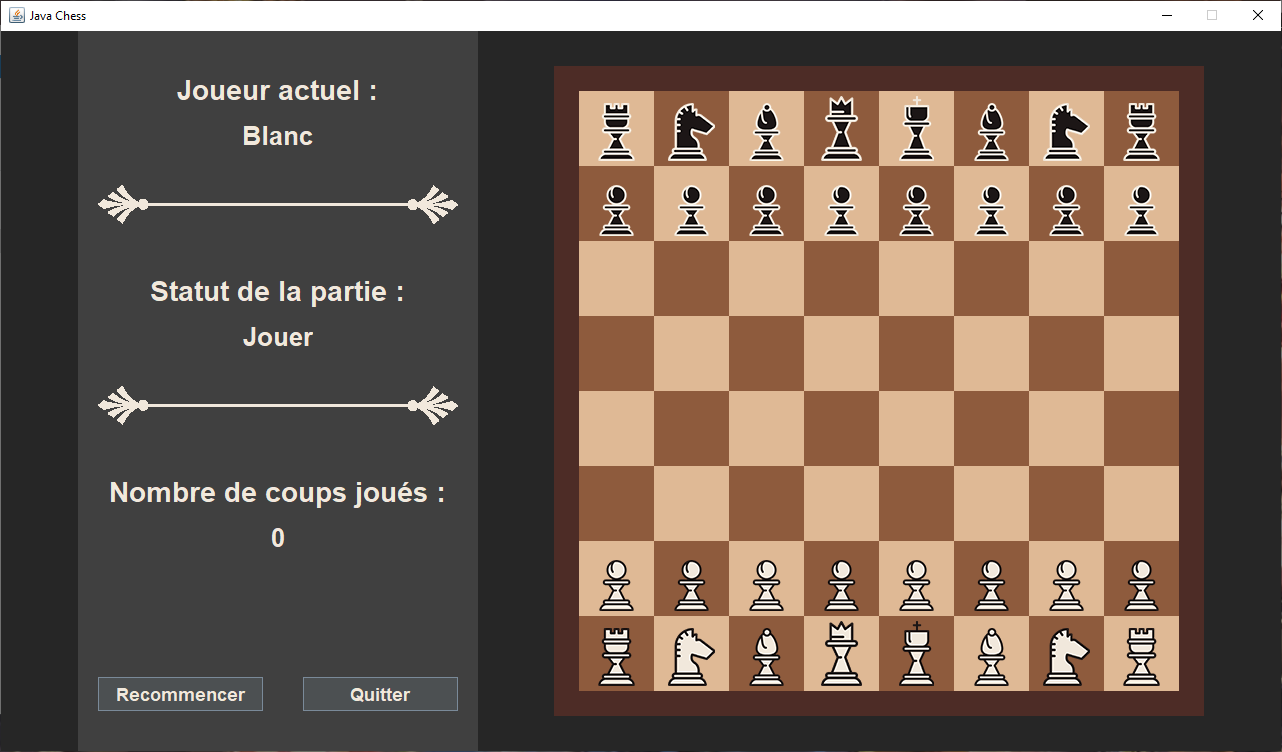 Java Chess
Joueur actuel :
Blanc
Statut de la partie :
Jouer
Nombre de coups joués :
0
Recommencer
Quitter